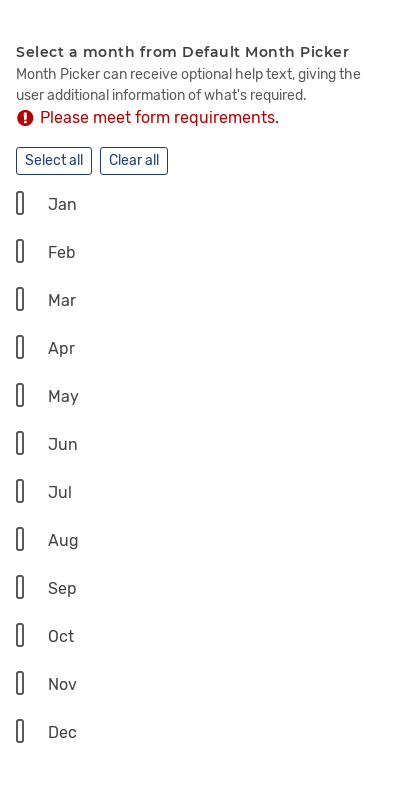 Select a month from Default Month Picker
Month Picker can receive optional help text, giving the
user additional information of what's required.
Please meet form requirements.
Select all Clear all
Jan
Feb
Mar
Apr
May
Jun
Jul
Aug
Sep
Oct
Nov
Dec